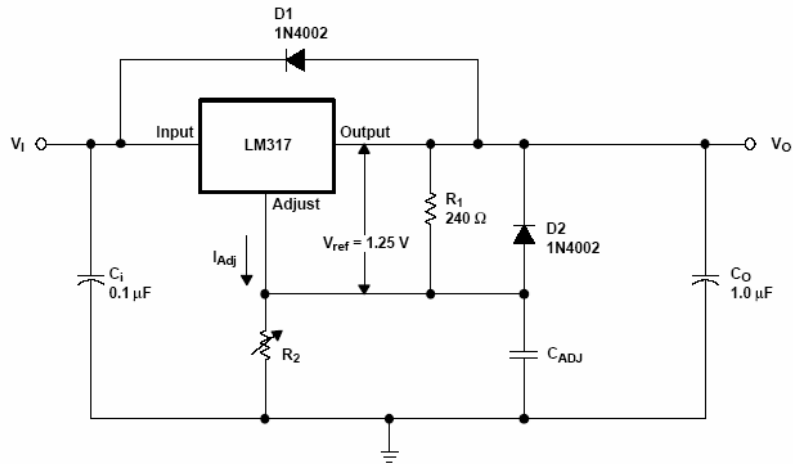 D1
1N4002
V_I
Input
LM317
Output
V_O
Adjust
R_1
240 Ω
D2
1N4002
V_ref = 1.25 V
I_Adj
C_i
0.1 μF
C_O
1.0 μF
R_2
C_ADJ